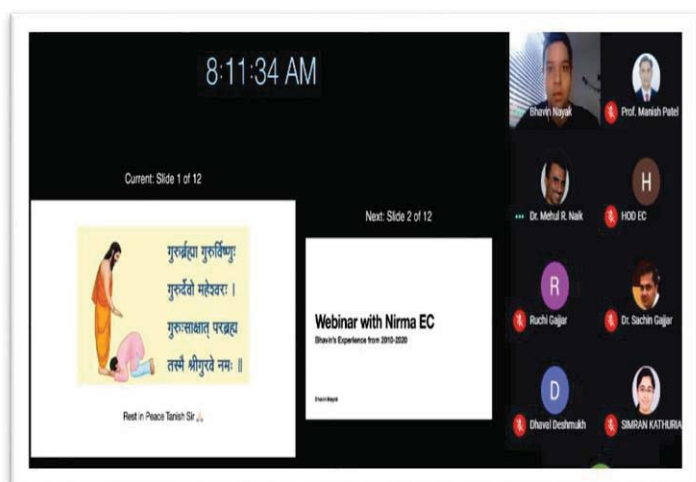 8:11:34 AM
Current: Slide 1 of 12
गुरुर्ब्रह्मा गुरुर्विष्णुः
गुरुर्देवो महेश्वरः ।
गुरुःसाक्षात् परब्रह्म
तस्मै श्रीगुरवे नमः ॥
Rest in Peace Tanish Sir 🙏🏻
Next: Slide 2 of 12
Webinar with Nirma EC
Bhavin's Experience from 2010-2020
Bhavin Nayak
Bhavin Nayak
Prof. Manish Patel
Dr. Mehul R. Naik
H
HOD EC
R
Ruchi Gajjar
Dr. Sachin Gajjar
D
Dhaval Deshmukh
SIMRAN KATHURIA